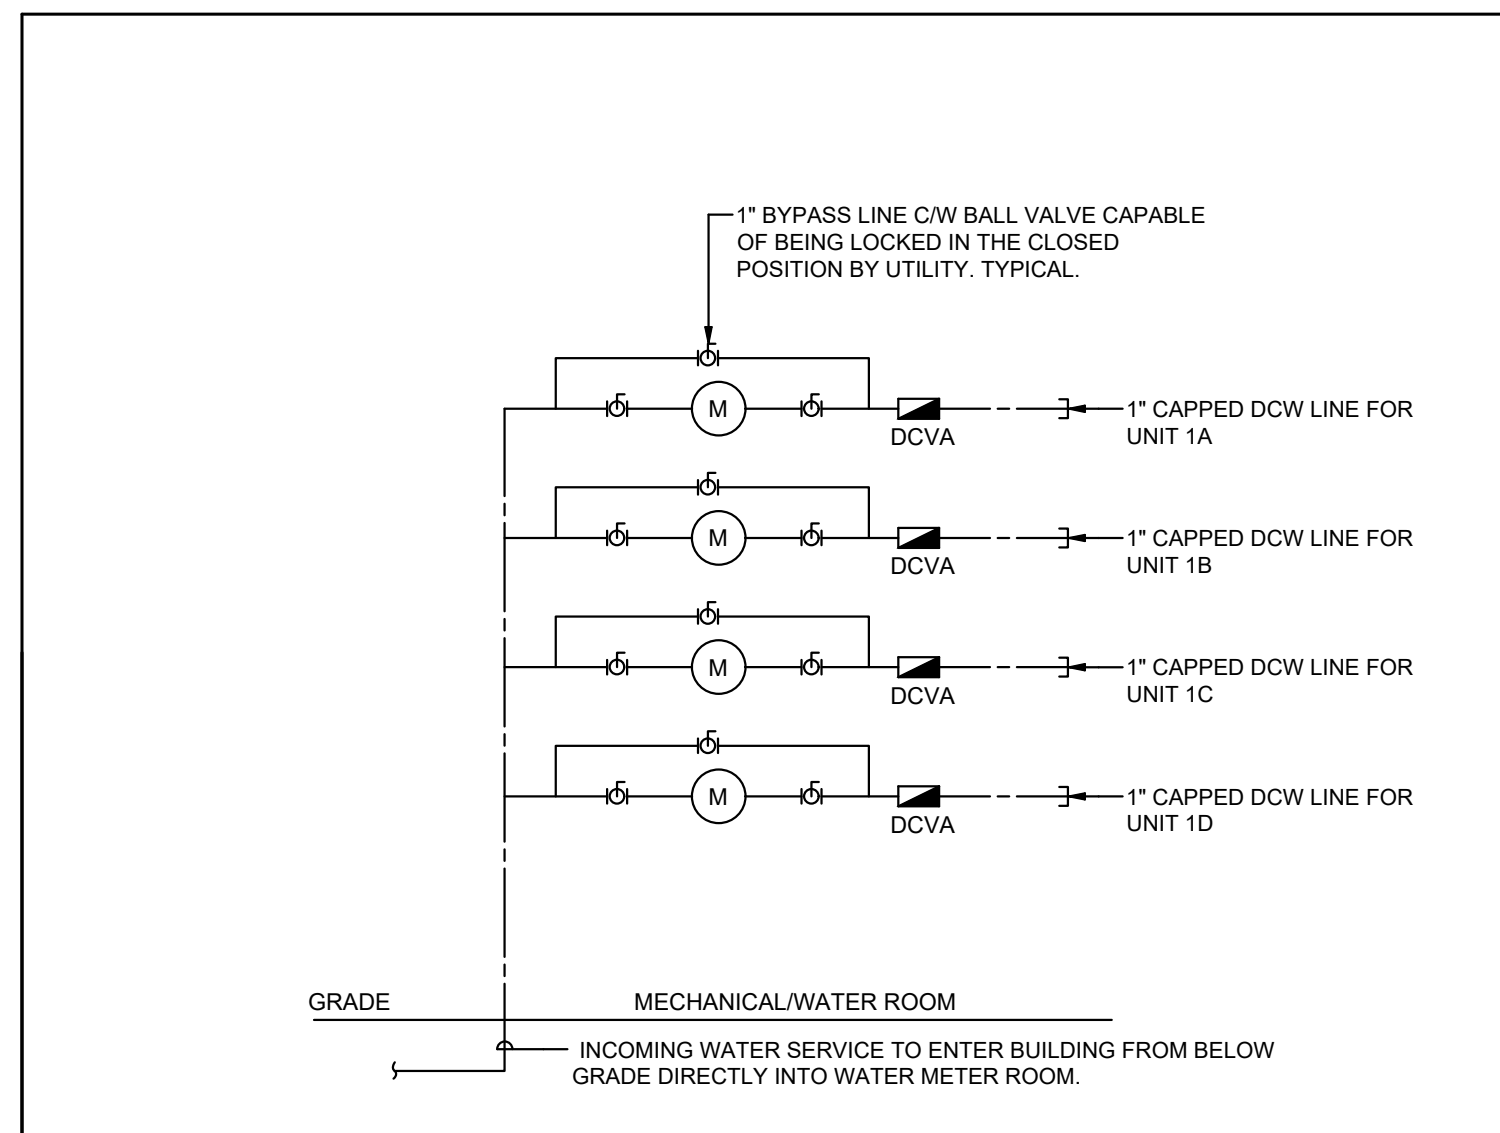 1" BYPASS LINE C/W BALL VALVE CAPABLE
OF BEING LOCKED IN THE CLOSED
POSITION BY UTILITY. TYPICAL.
M
DCVA
1" CAPPED DCW LINE FOR
UNIT 1A
M
DCVA
1" CAPPED DCW LINE FOR
UNIT 1B
M
DCVA
1" CAPPED DCW LINE FOR
UNIT 1C
M
DCVA
1" CAPPED DCW LINE FOR
UNIT 1D
GRADE
MECHANICAL/WATER ROOM
INCOMING WATER SERVICE TO ENTER BUILDING FROM BELOW
GRADE DIRECTLY INTO WATER METER ROOM.